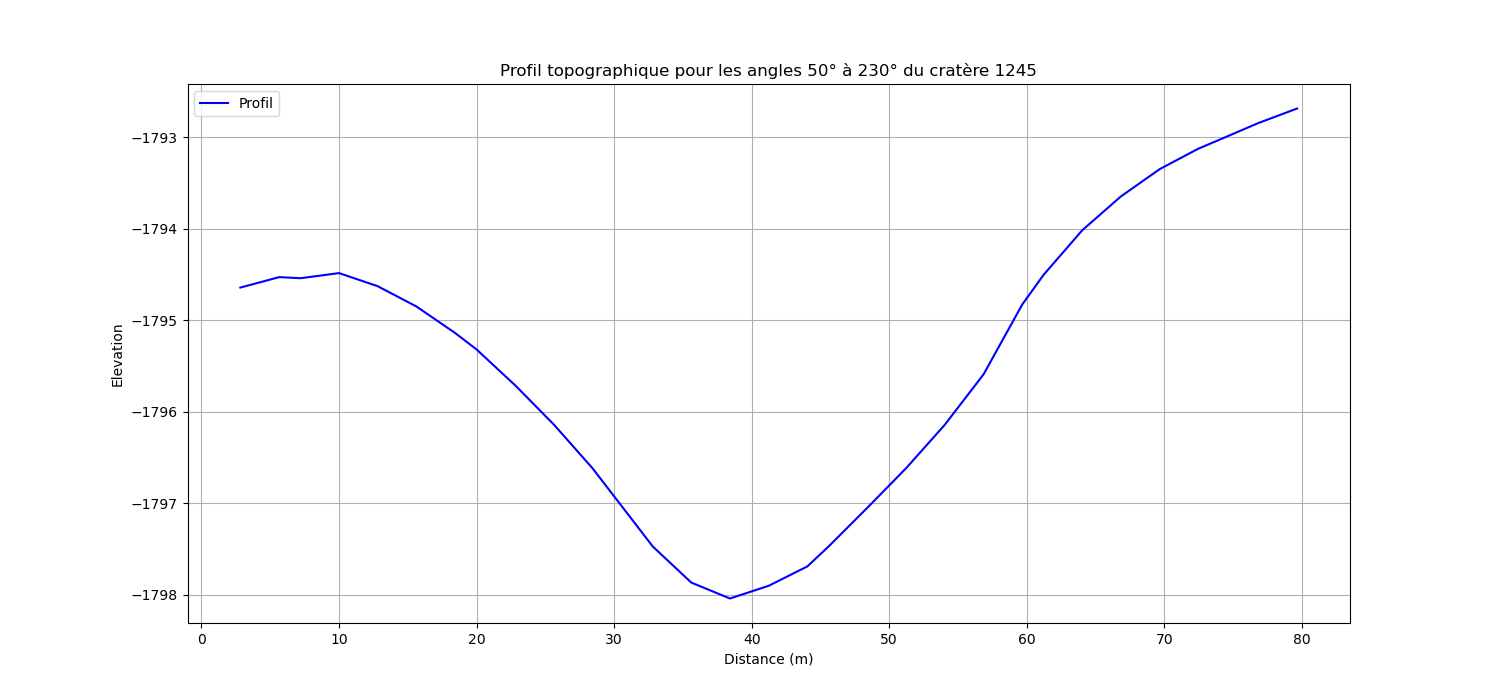 Profil topographique pour les angles 50° à 230° du cratère 1245
Profil
−1793
−1794
−1795
−1796
−1797
−1798
Elevation
0 10 20 30 40 50 60 70 80
Distance (m)